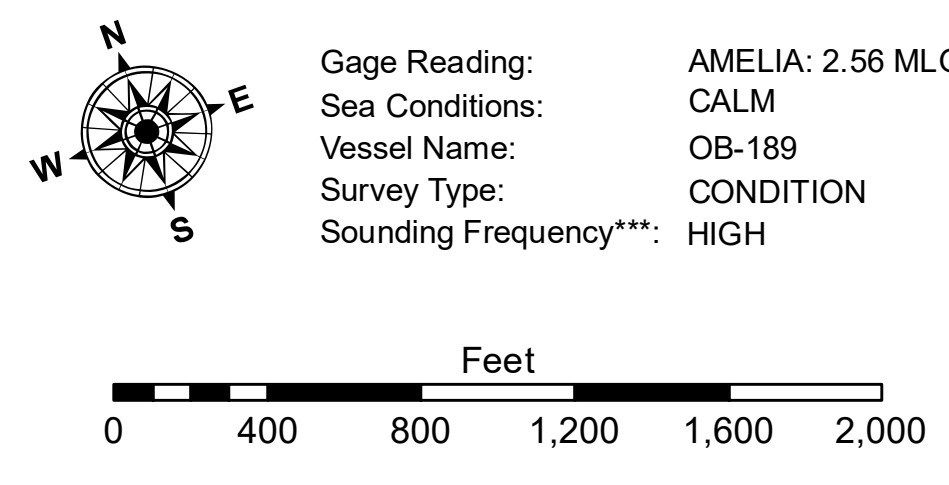 N
E
W
S
Gage Reading: AMELIA: 2.56
Sea Conditions: CALM
Vessel Name: OB-189
Survey Type: CONDITION
Sounding Frequency***: HIGH
Feet
0 400 800 1,200 1,600 2,000